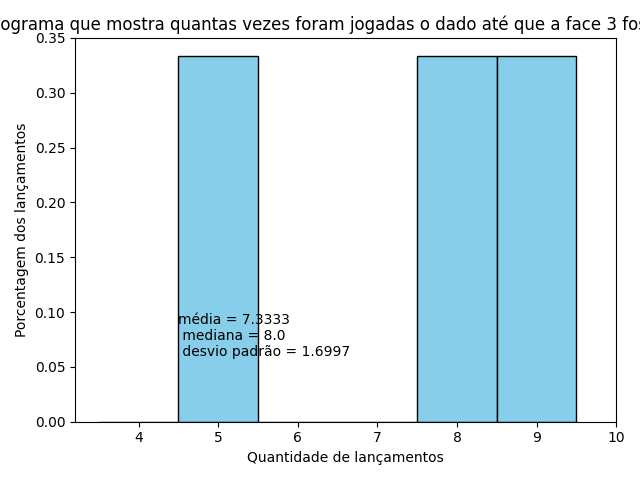 ograma que mostra quantas vezes foram jogadas o dado até que a face 3 fos
0.35
0.30
0.25
0.20
0.15
0.10
0.05
0.00
Porcentagem dos lançamentos
média = 7.3333
mediana = 8.0
desvio padrão = 1.6997
4 5 6 7 8 9 10
Quantidade de lançamentos